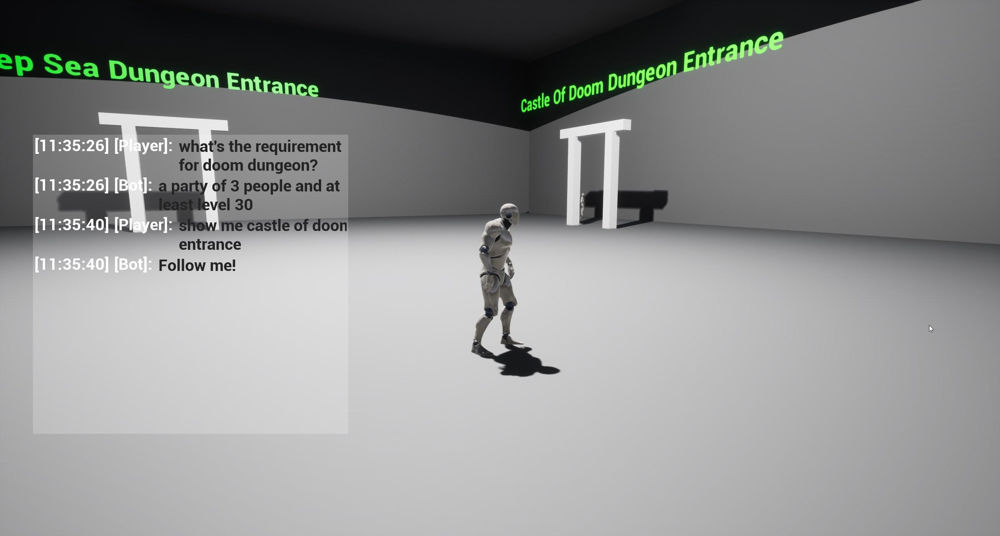 Sea Dungeon Entrance
Castle Of Doom Dungeon Entrance
[11:35:26] [Player]: what's the requirement
for doom dungeon?
[11:35:26] [Bot]: a party of 3 people and at
least level 30
[11:35:40] [Player]: show me castle of
entrance
[11:35:40] [Bot]: Follow me!